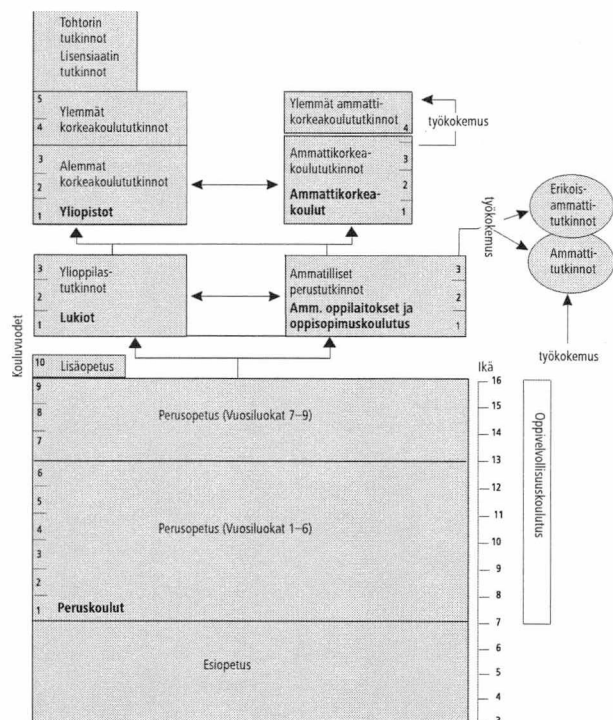 Tohtorin
tutkinnot
Lisensiaatin
tutkinnot
5
4
Ylemmät
korkeakoulututkinnot
3
2
1
Alemmat
korkeakoulututkinnot
Yliopistot
Ylemmät ammatti-
korkeakoulututkinnot
4
työkokemus
Ammattikorkea-
koulututkinnot
Ammattikorkea-
koulut
3
2
1
työkokemus
Erikois-
ammatti-
tutkinnot
Ammatti-
tutkinnot
työkokemus
3
2
1
Ylioppilas-
tutkinnot
Lukiot
Ammatilliset
perustutkinnot
Amm. oppilaitokset ja
oppisopimuskoulutus
3
2
1
Kouluvuodet
10 Lisäopetus
9
8
7
Perusopetus (Vuosiluokat 7–9)
6
5
4
3
2
1
Perusopetus (Vuosiluokat 1–6)
Peruskoulut
Esiopetus
Ikä
16
15
14
13
12
11
10
9
8
7
6
5
4
3
Oppivelvollisuuskoulutus